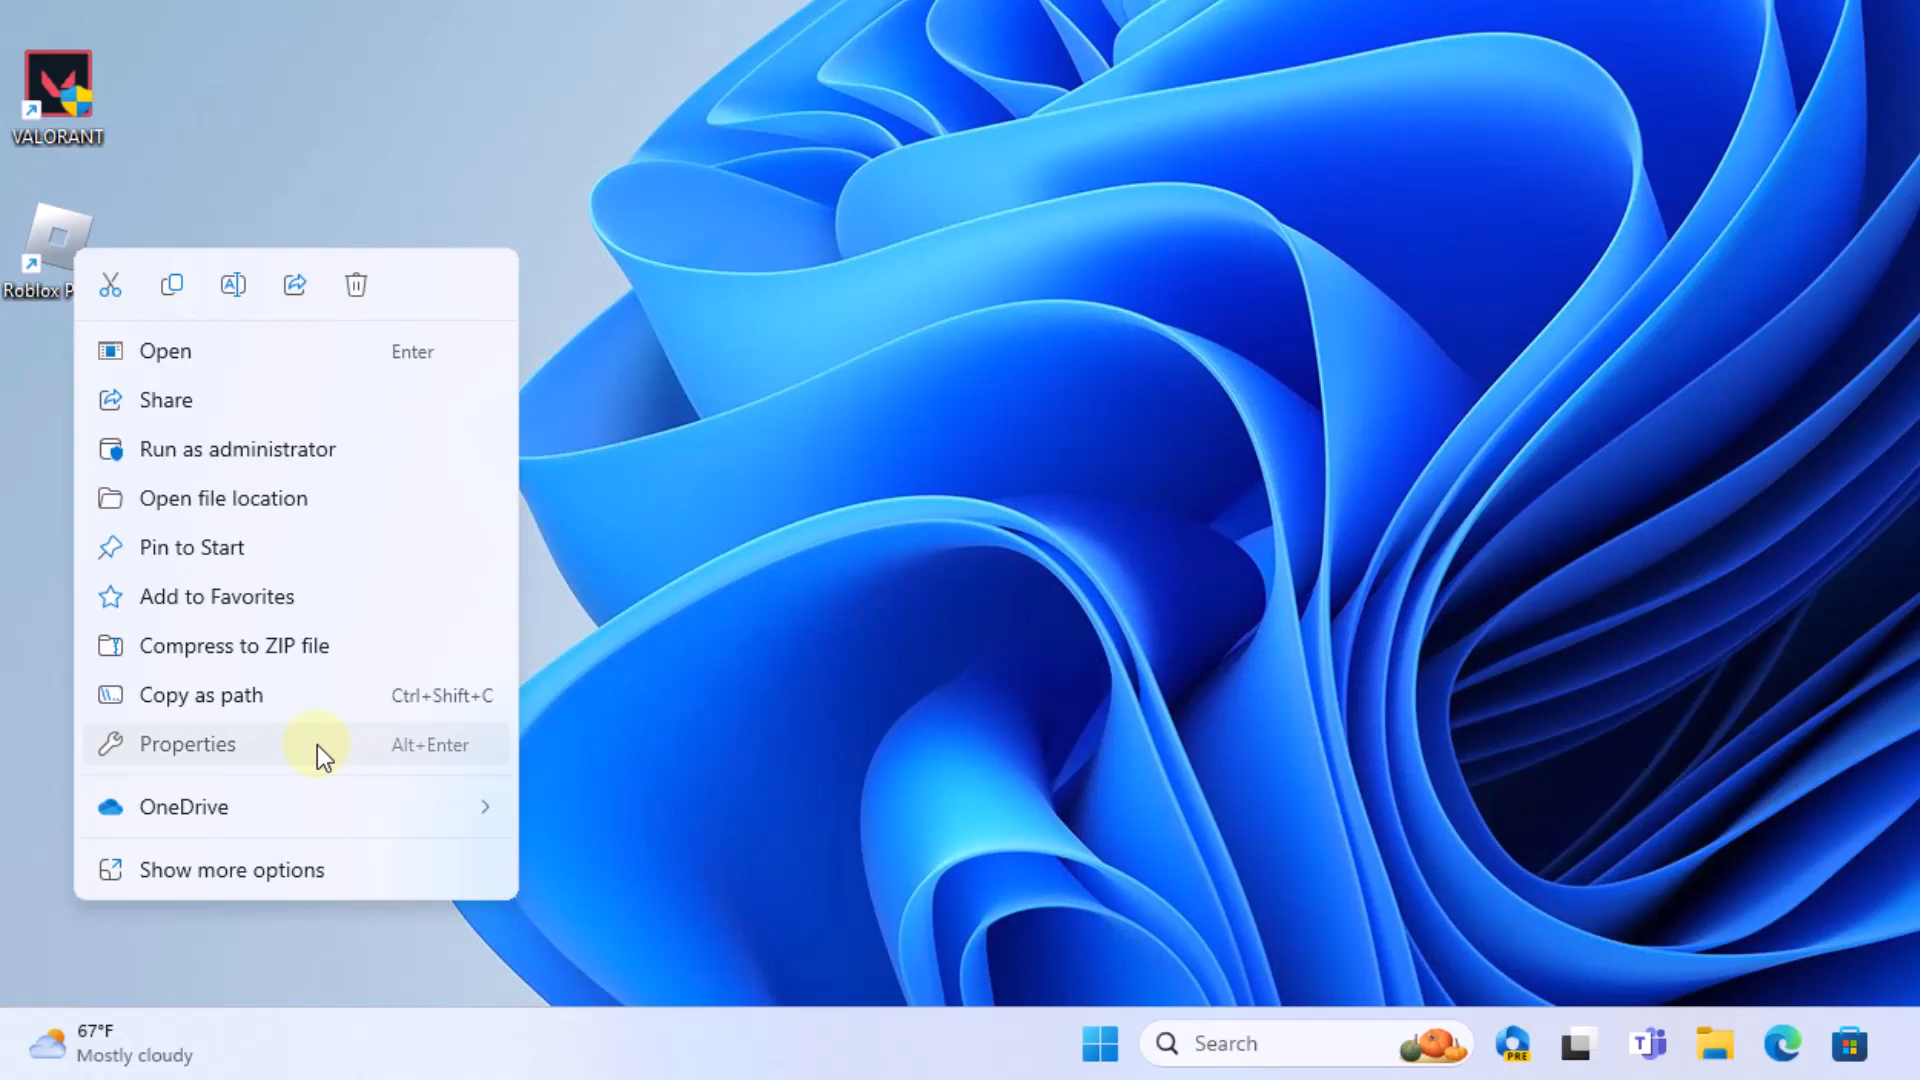 VALORANT
Roblox P
Open Enter
Share
Run as administrator
Open file location
Pin to Start
Add to Favorites
Compress to ZIP file
Copy as path Ctrl+Shift+C
Properties Alt+Enter
OneDrive
Show more options
67°F
Mostly cloudy
Search
PRE